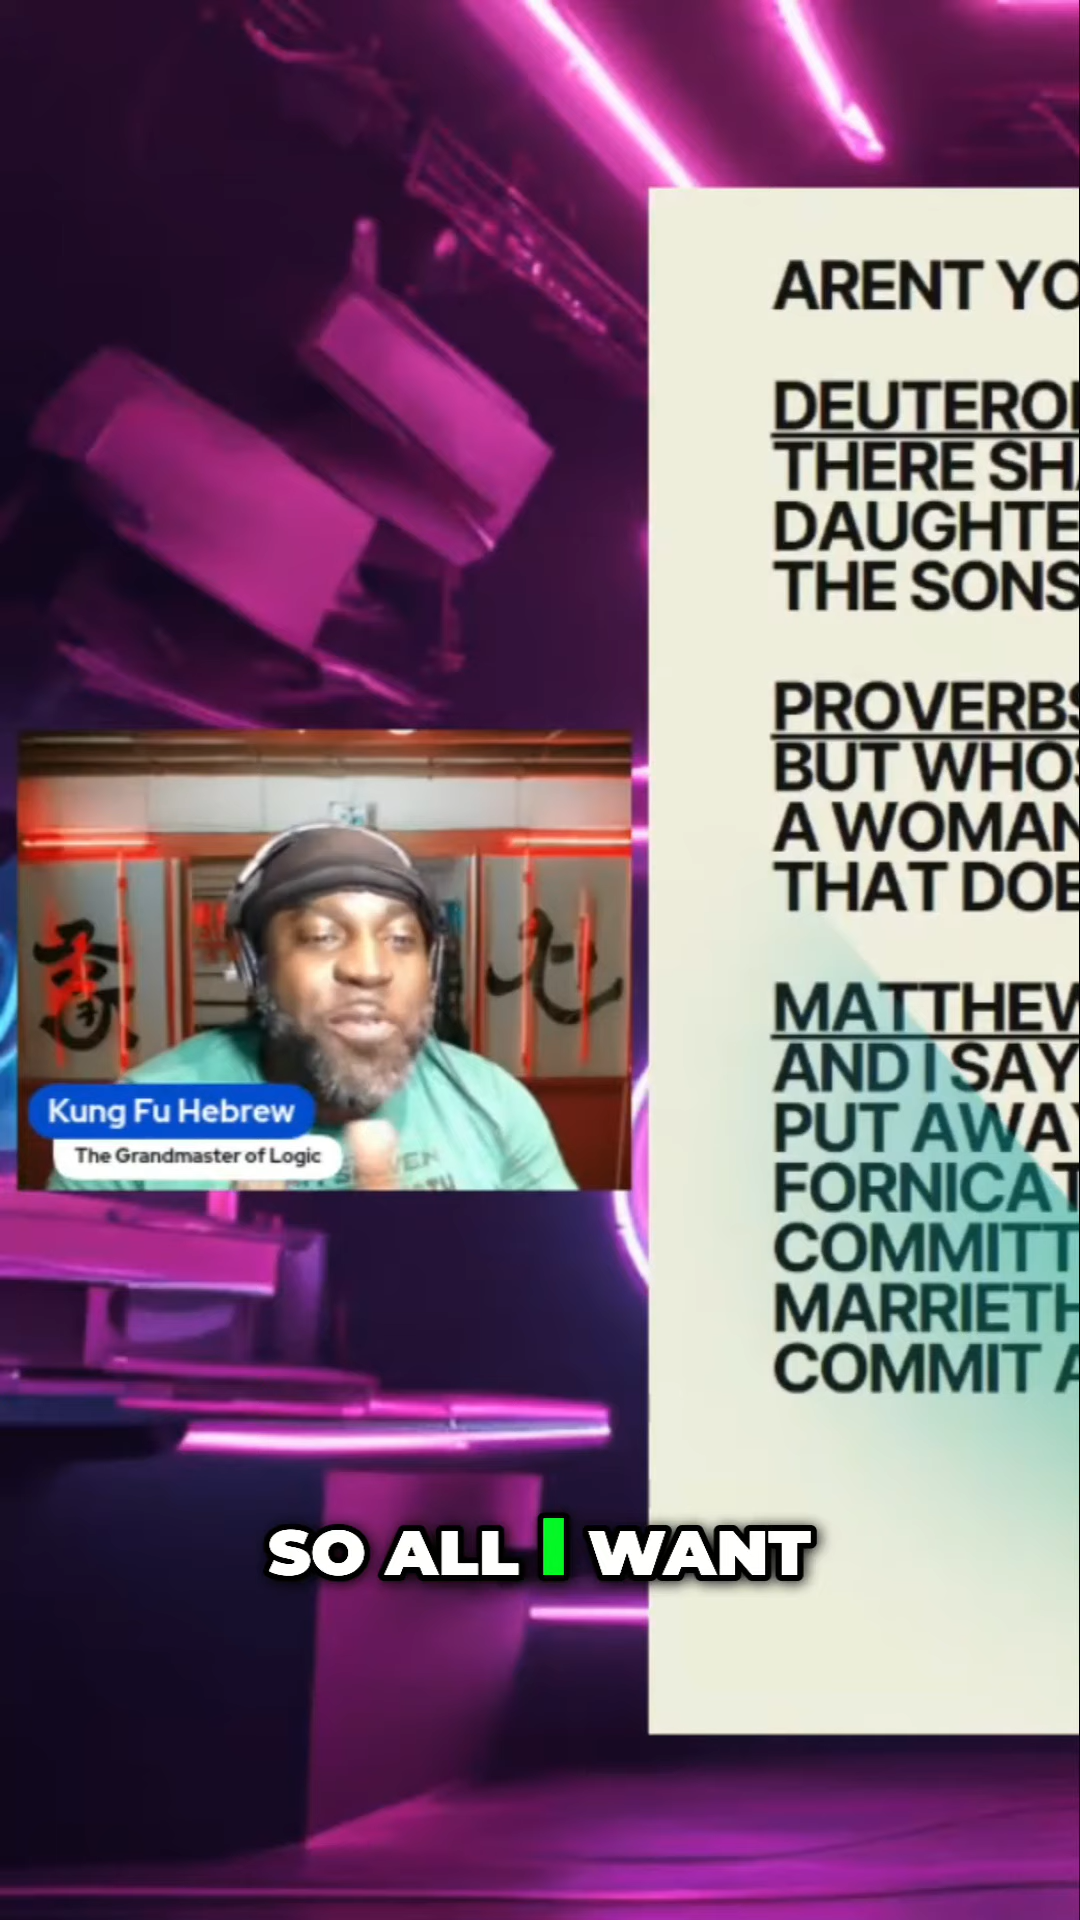 ARENT YO
DEUTERO
THERE SHA
DAUGHTE
THE SONS
PROVERBS
BUT WHOS
A WOMAN
THAT DOE
MATTHEW
AND I SAY
PUT AWAY
FORNICAT
COMMITT
MARRIETH
COMMIT A
Kung Fu Hebrew
The Grandmaster of Logic
SO ALL I WANT